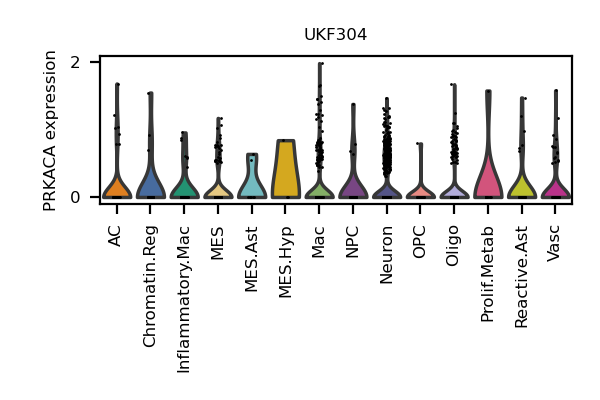 UKF304
PRKACA expression
2
0
AC
Chromatin.Reg
Inflammatory.Mac
MES
MES.Ast
MES.Hyp
Mac
NPC
Neuron
OPC
Oligo
Prolif.Metab
Reactive.Ast
Vasc